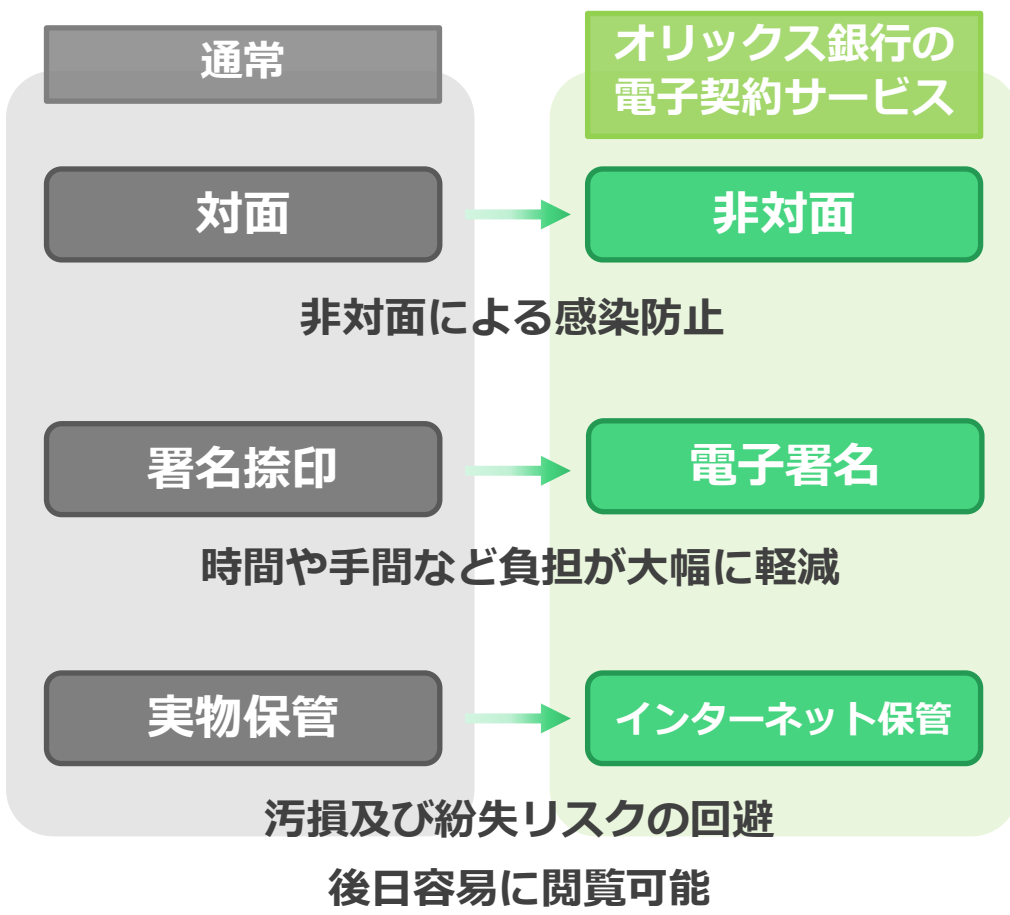 通常
オリックス銀行の
電子契約サービス
対面
非対面
非対面による感染防止
署名捺印
電子署名
時間や手間など負担が大幅に軽減
実物保管
インターネット保管
汚損及び紛失リスクの回避
後日容易に閲覧可能